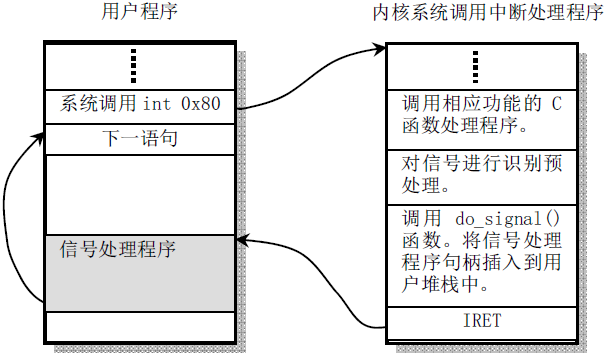 用户程序
系统调用 int 0x80
下一语句
信号处理程序
内核系统调用中断处理程序
调用相应功能的 C
函数处理程序。
对信号进行识别预
处理。
调用 do_signal()
函数。将信号处理
程序句柄插入到用
户堆栈中。
IRET